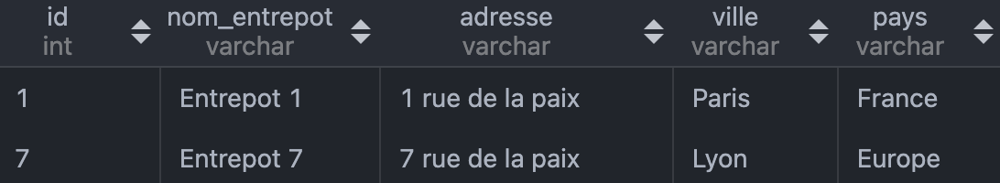 id nom_entrepot adresse ville pays
int varchar varchar varchar varchar
1 Entrepot 1 1 rue de la paix Paris France
7 Entrepot 7 7 rue de la paix Lyon Europe